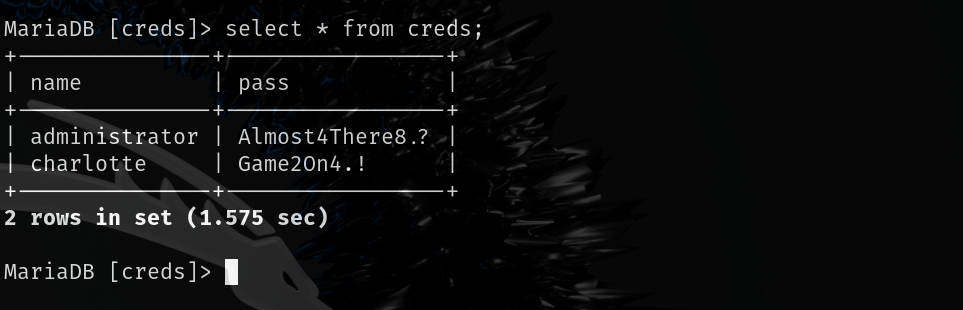 MariaDB [creds]> select * from creds;
+---------------+-----------------+
| name          | pass            |
+---------------+-----------------+
| administrator | Almost4There8.? |
| charlotte     | Game2On4.!      |
+---------------+-----------------+
2 rows in set (1.575 sec)
MariaDB [creds]>